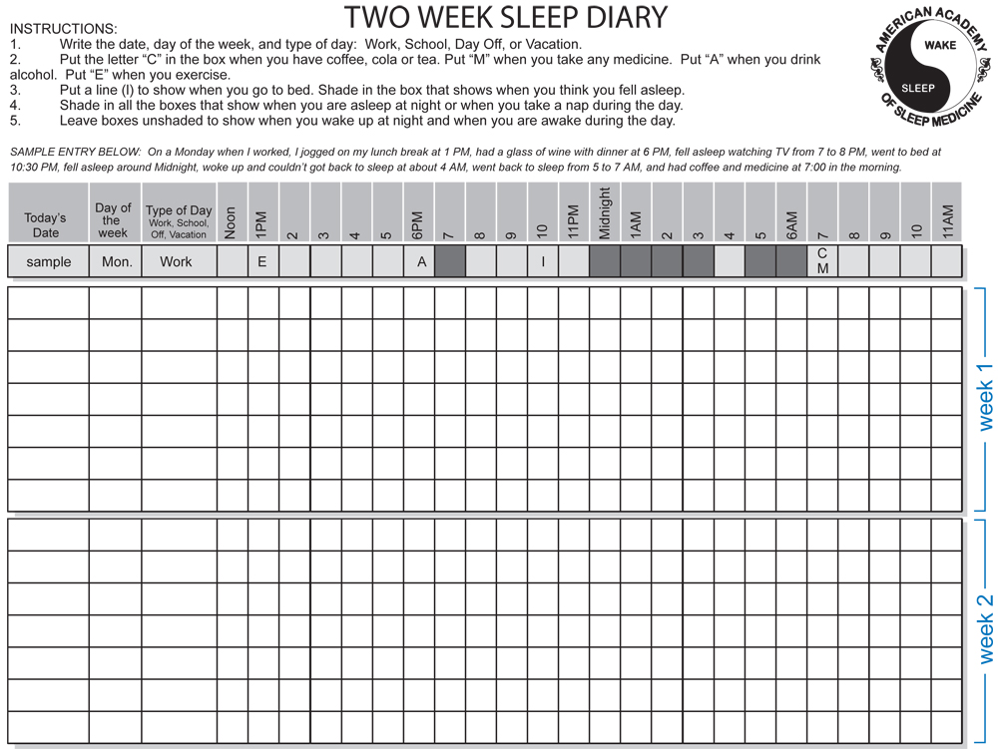 TWO WEEK SLEEP DIARY
INSTRUCTIONS:
1. Write the date, day of the week, and type of day: Work, School, Day Off, or Vacation.
2. Put the letter “C” in the box when you have coffee, cola or tea. Put “M” when you take any medicine. Put “A” when you drink
alcohol. Put “E” when you exercise.
3. Put a line (I) to show when you go to bed. Shade in the box that shows when you think you fell asleep.
4. Shade in all the boxes that show when you are asleep at night or when you take a nap during the day.
5. Leave boxes unshaded to show when you wake up at night and when you are awake during the day.
AMERICAN ACADEMY
WAKE
SLEEP
OF SLEEP MEDICINE
SAMPLE ENTRY BELOW: On a Monday when I worked, I jogged on my lunch break at 1 PM, had a glass of wine with dinner at 6 PM, fell asleep watching TV from 7 to 8 PM, went to bed at
10:30 PM, fell asleep around Midnight, woke up and couldn’t got back to sleep at about 4 AM, went back to sleep from 5 to 7 AM, and had coffee and medicine at 7:00 in the morning.
Today’s
Date
Day of
the
week
Type of Day
Work, School,
Off, Vacation
Noon
1PM
2
3
4
5
6PM
7
8
9
10
11PM
Midnight
1AM
2
3
4
5
6AM
7
8
9
10
11AM
sample Mon. Work E A I C
M
week 1
week 2